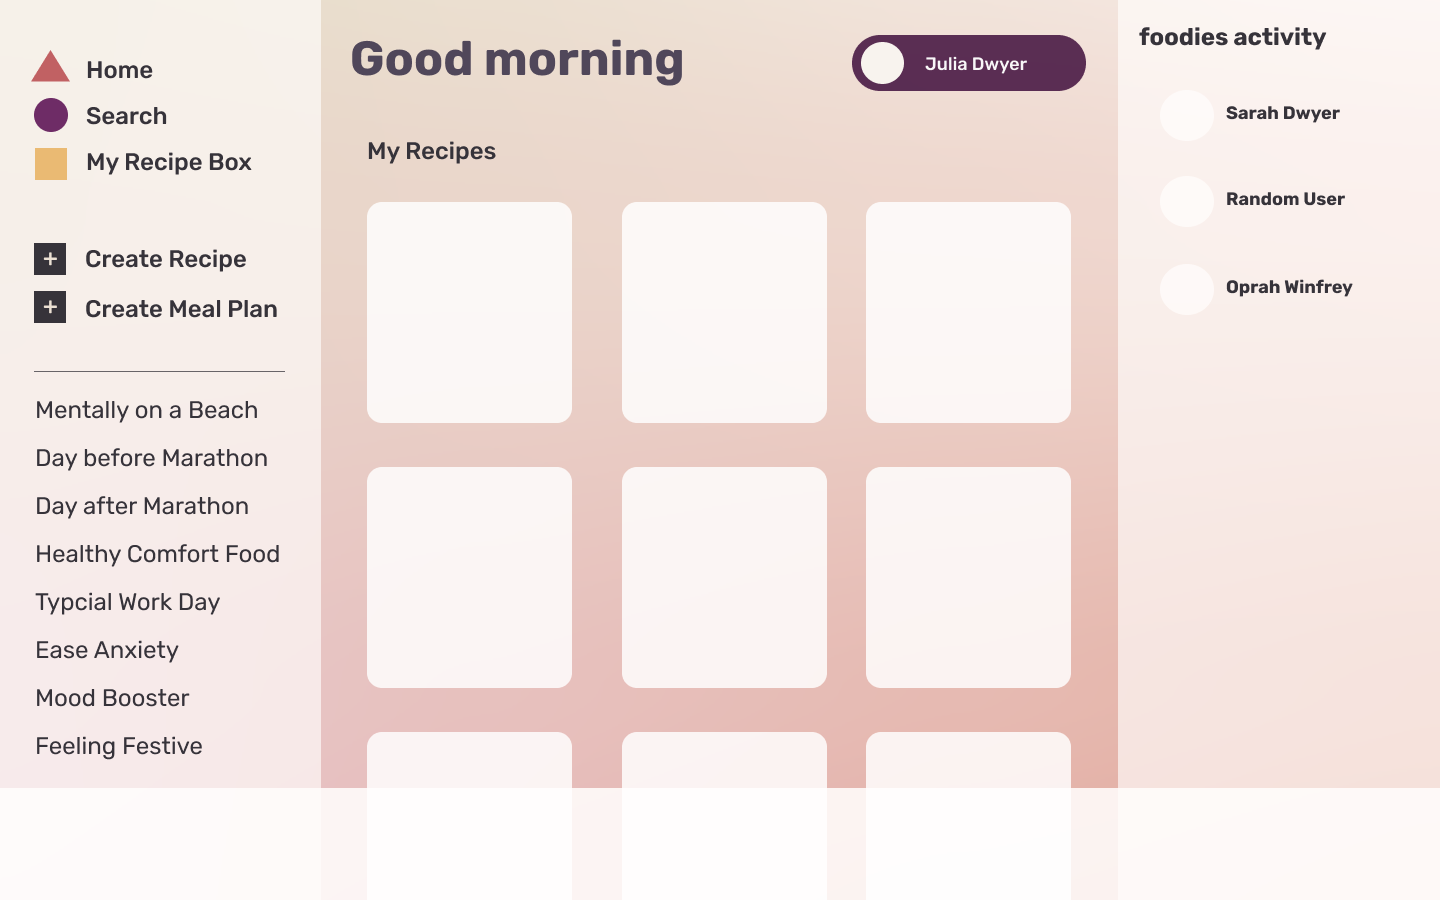 Home
Search
My Recipe Box
+ Create Recipe
+ Create Meal Plan
Mentally on a Beach
Day before Marathon
Day after Marathon
Healthy Comfort Food
Typcial Work Day
Ease Anxiety
Mood Booster
Feeling Festive
Good morning
Julia Dwyer
My Recipes
foodies activity
Sarah Dwyer
Random User
Oprah Winfrey